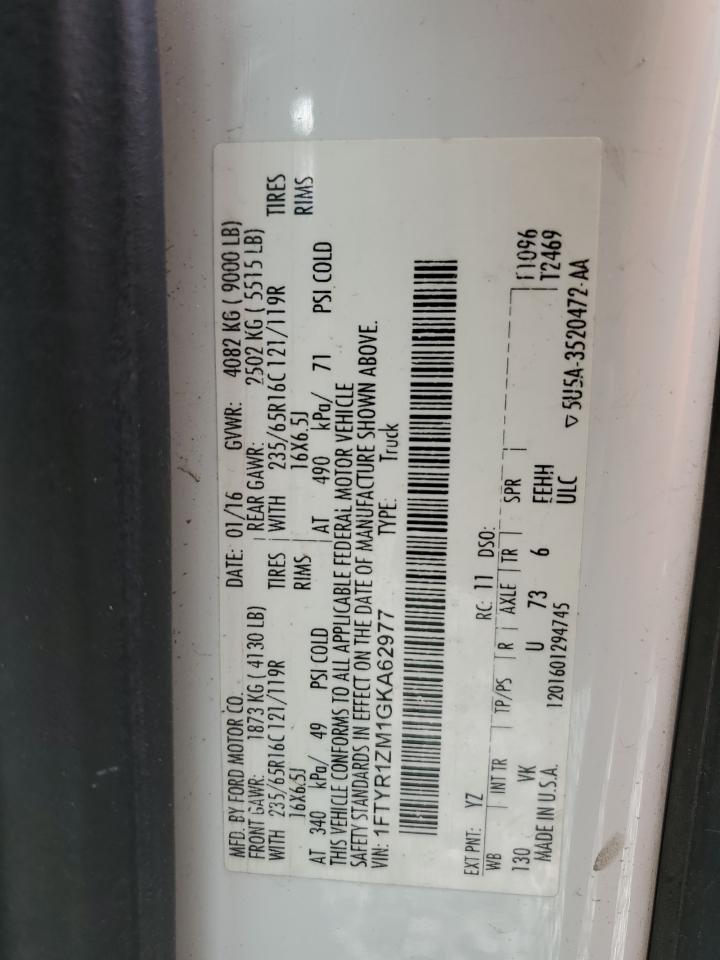 MFD. BY FORD MOTOR CO. DATE: 01/16 GVWR: 4082 KG ( 9000 LB)
FRONT GAWR: 1873 KG ( 4130 LB) REAR GAWR: 2502 KG ( 5515 LB)
WITH 235/65R16C 121/119R TIRES WITH 235/65R16C 121/119R TIRES
16X6.5J RIMS 16X6.5J RIMS
AT 340 kPa/ 49 PSI COLD AT 490 kPa/ 71 PSI COLD
THIS VEHICLE CONFORMS TO ALL APPLICABLE FEDERAL MOTOR VEHICLE
SAFETY STANDARDS IN EFFECT ON THE DATE OF MANUFACTURE SHOWN ABOVE.
VIN: 1FTYR1ZM1GKA62977 TYPE: Truck
EXT PNT: YZ RC: 11 DSO:
WB INT TR TP/PS R AXLE TR SPR F1096
130 VK U 73 6 FEHH T2469
MADE IN U.S.A. 1201601294745 ULC
5U5A-3520472-AA